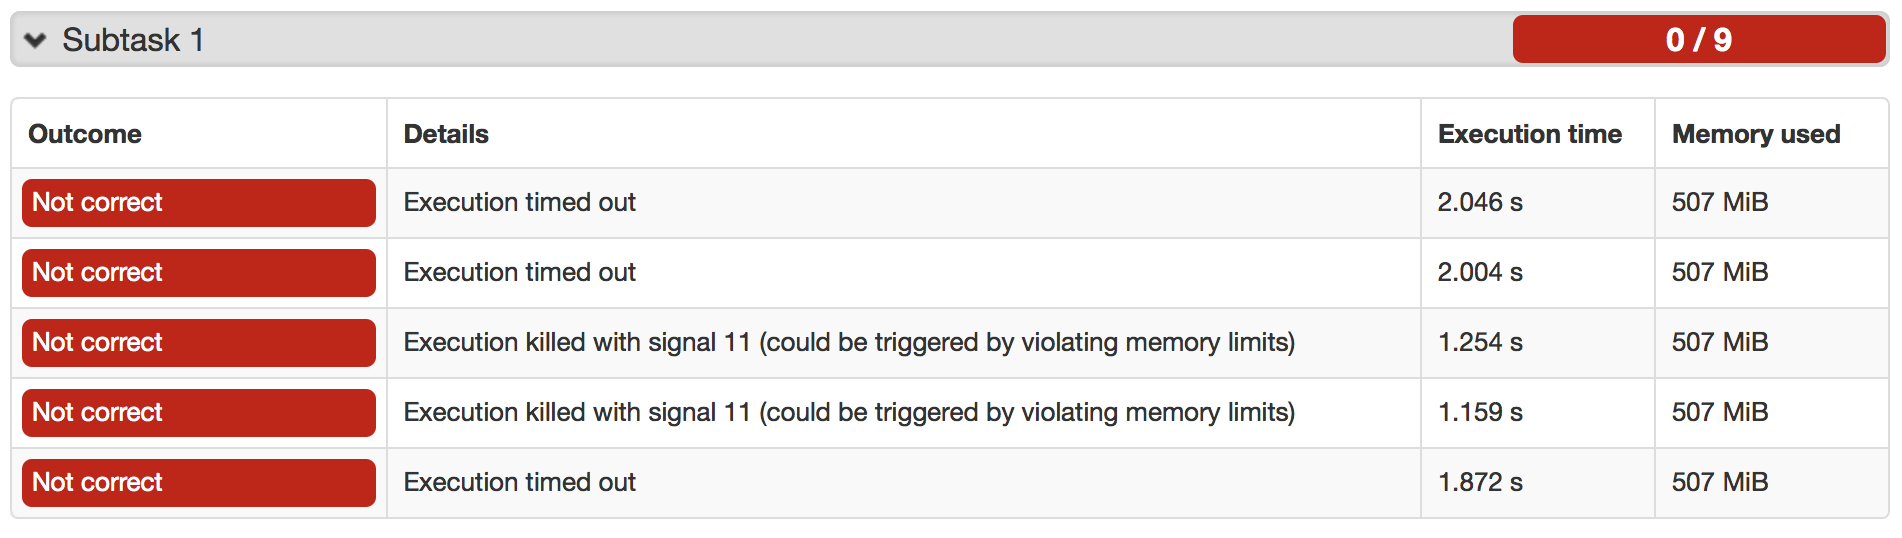 Subtask 1 0 / 9
Outcome Details Execution time Memory used
Not correct Execution timed out 2.046 s 507 MiB
Not correct Execution timed out 2.004 s 507 MiB
Not correct Execution killed with signal 11 (could be triggered by violating memory limits) 1.254 s 507 MiB
Not correct Execution killed with signal 11 (could be triggered by violating memory limits) 1.159 s 507 MiB
Not correct Execution timed out 1.872 s 507 MiB